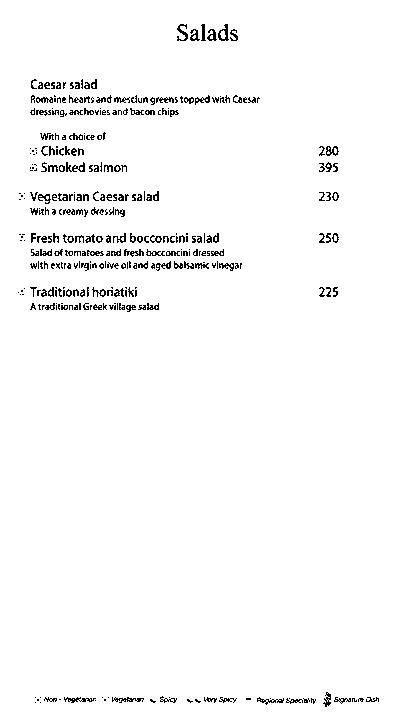 Salads
Caesar salad
Romaine hearts and mesclun greens topped with Caesar
dressing, anchovies and bacon chips
With a choice of
Chicken 280
Smoked salmon 395
Vegetarian Caesar salad 230
With a creamy dressing
Fresh tomato and bocconcini salad 250
Salad of tomatoes and fresh bocconcini dressed
with extra virgin olive oil and aged balsamic vinegar
Traditional horiatiki 225
A traditional Greek village salad
Non - Vegetarian Vegetarian Spicy Very Spicy Regional Speciality Signature Dish